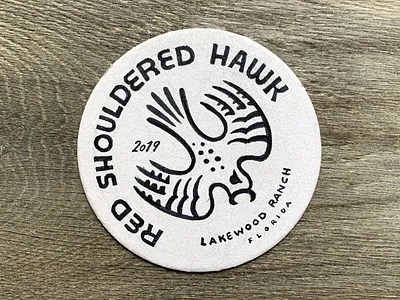 RED SHOULDERED HAWK
2019
LAKEWOOD RANCH
FLORIDA